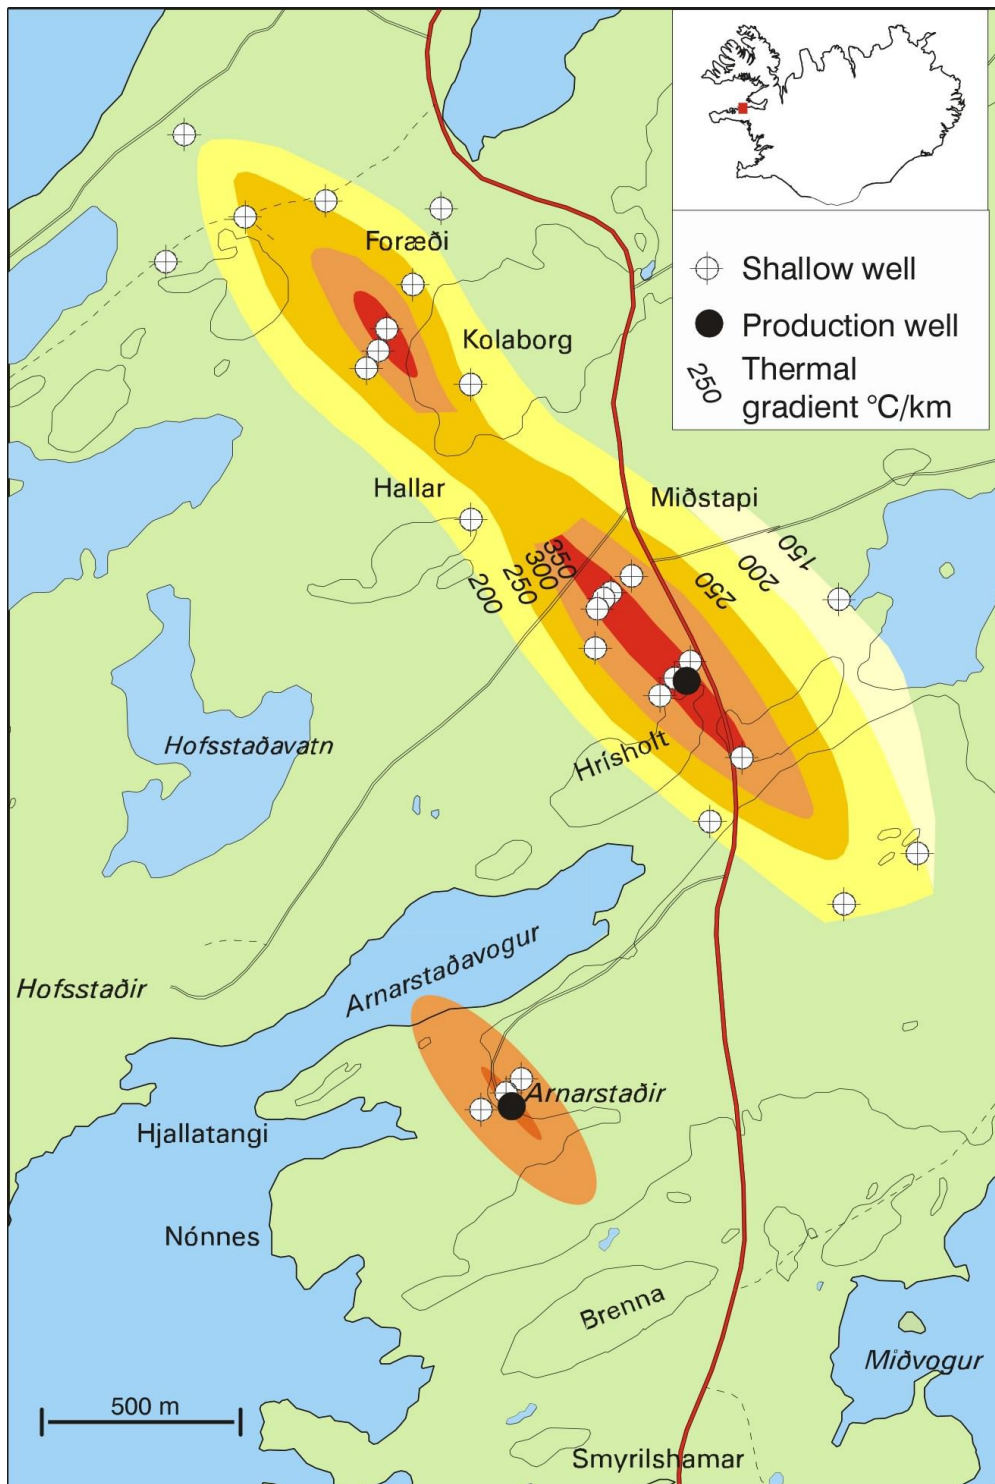 Shallow well
Production well
250
Thermal
gradient °C/km
Foræði
Kolaborg
Hallar
Miðstapi
150
200
250
350
300
250
200
Hrísholt
Hofsstaðavatn
Hofsstaðir
Arnarstaðavogur
Arnarstaðir
Hjallatangi
Nónnes
Brenna
Miðvogur
500 m
Smyrilshamar